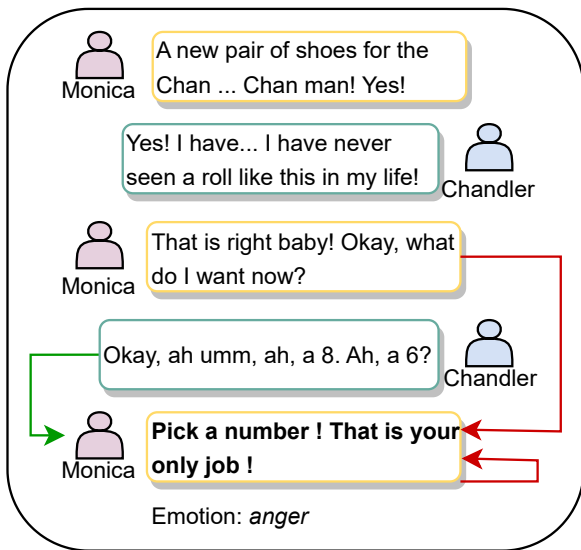 A new pair of shoes for the
Chan ... Chan man! Yes!
Monica
Yes! I have... I have never
seen a roll like this in my life!
Chandler
That is right baby! Okay, what
do I want now?
Monica
Okay, ah umm, ah, a 8. Ah, a 6?
Chandler
Pick a number ! That is your
only job !
Monica
Emotion: anger